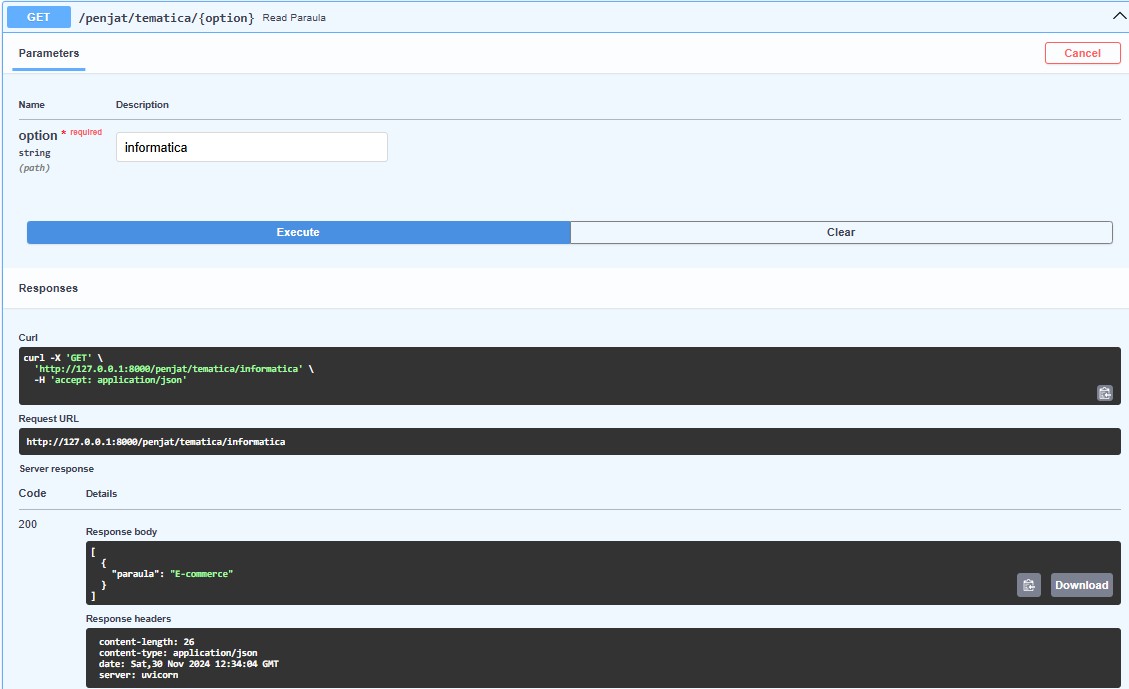 GET /penjat/tematica/{option} Read Paraula
Parameters
Cancel
Name Description
option * required
string
(path)
informatica
Execute Clear
Responses
Curl
curl -X 'GET' \
'http://127.0.0.1:8000/penjat/tematica/informatica' \
-H 'accept: application/json'
Request URL
http://127.0.0.1:8000/penjat/tematica/informatica
Server response
Code Details
200
Response body
[
{
"paraula": "E-commerce"
}
]
Download
Response headers
content-length: 26
content-type: application/json
date: Sat,30 Nov 2024 12:34:04 GMT
server: uvicorn